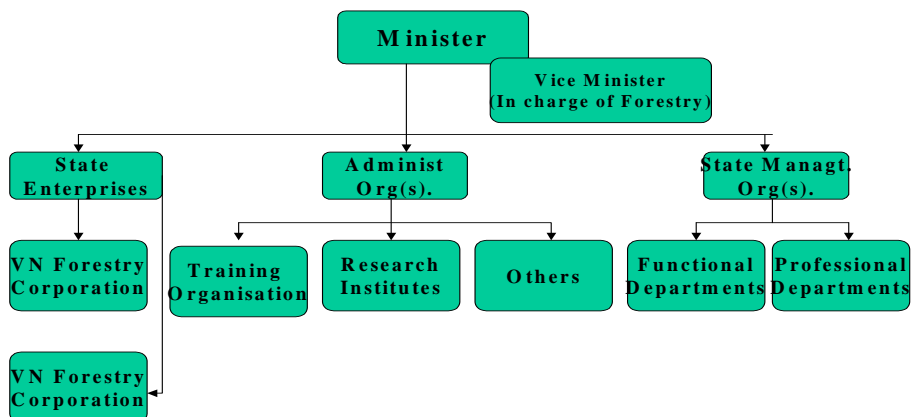 Minister
Vice Minister
(In charge of Forestry)
State
Enterprises
Administ
Org(s).
State Managt.
Org(s).
VN Forestry
Corporation
Training
Organisation
Research
Institutes
Others
Functional
Departments
Professional
Departments
VN Forestry
Corporation